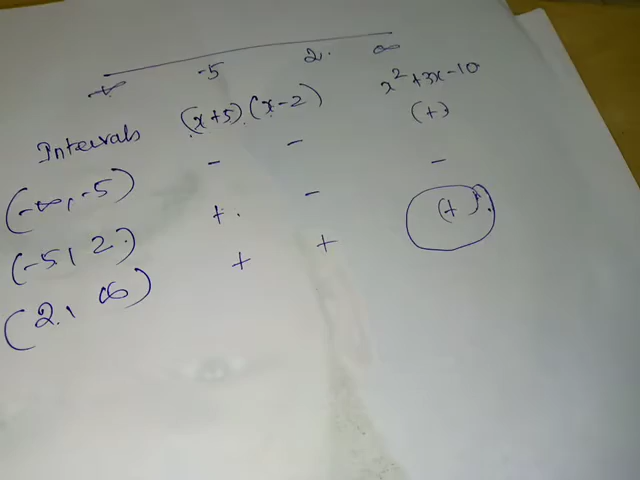 -∞ -5 2. ∞
Intervals (x+5) (x-2) x²+3x-10
(-∞, -5) - - (+)
(-5, 2) + - -
(2, ∞) + + (+)